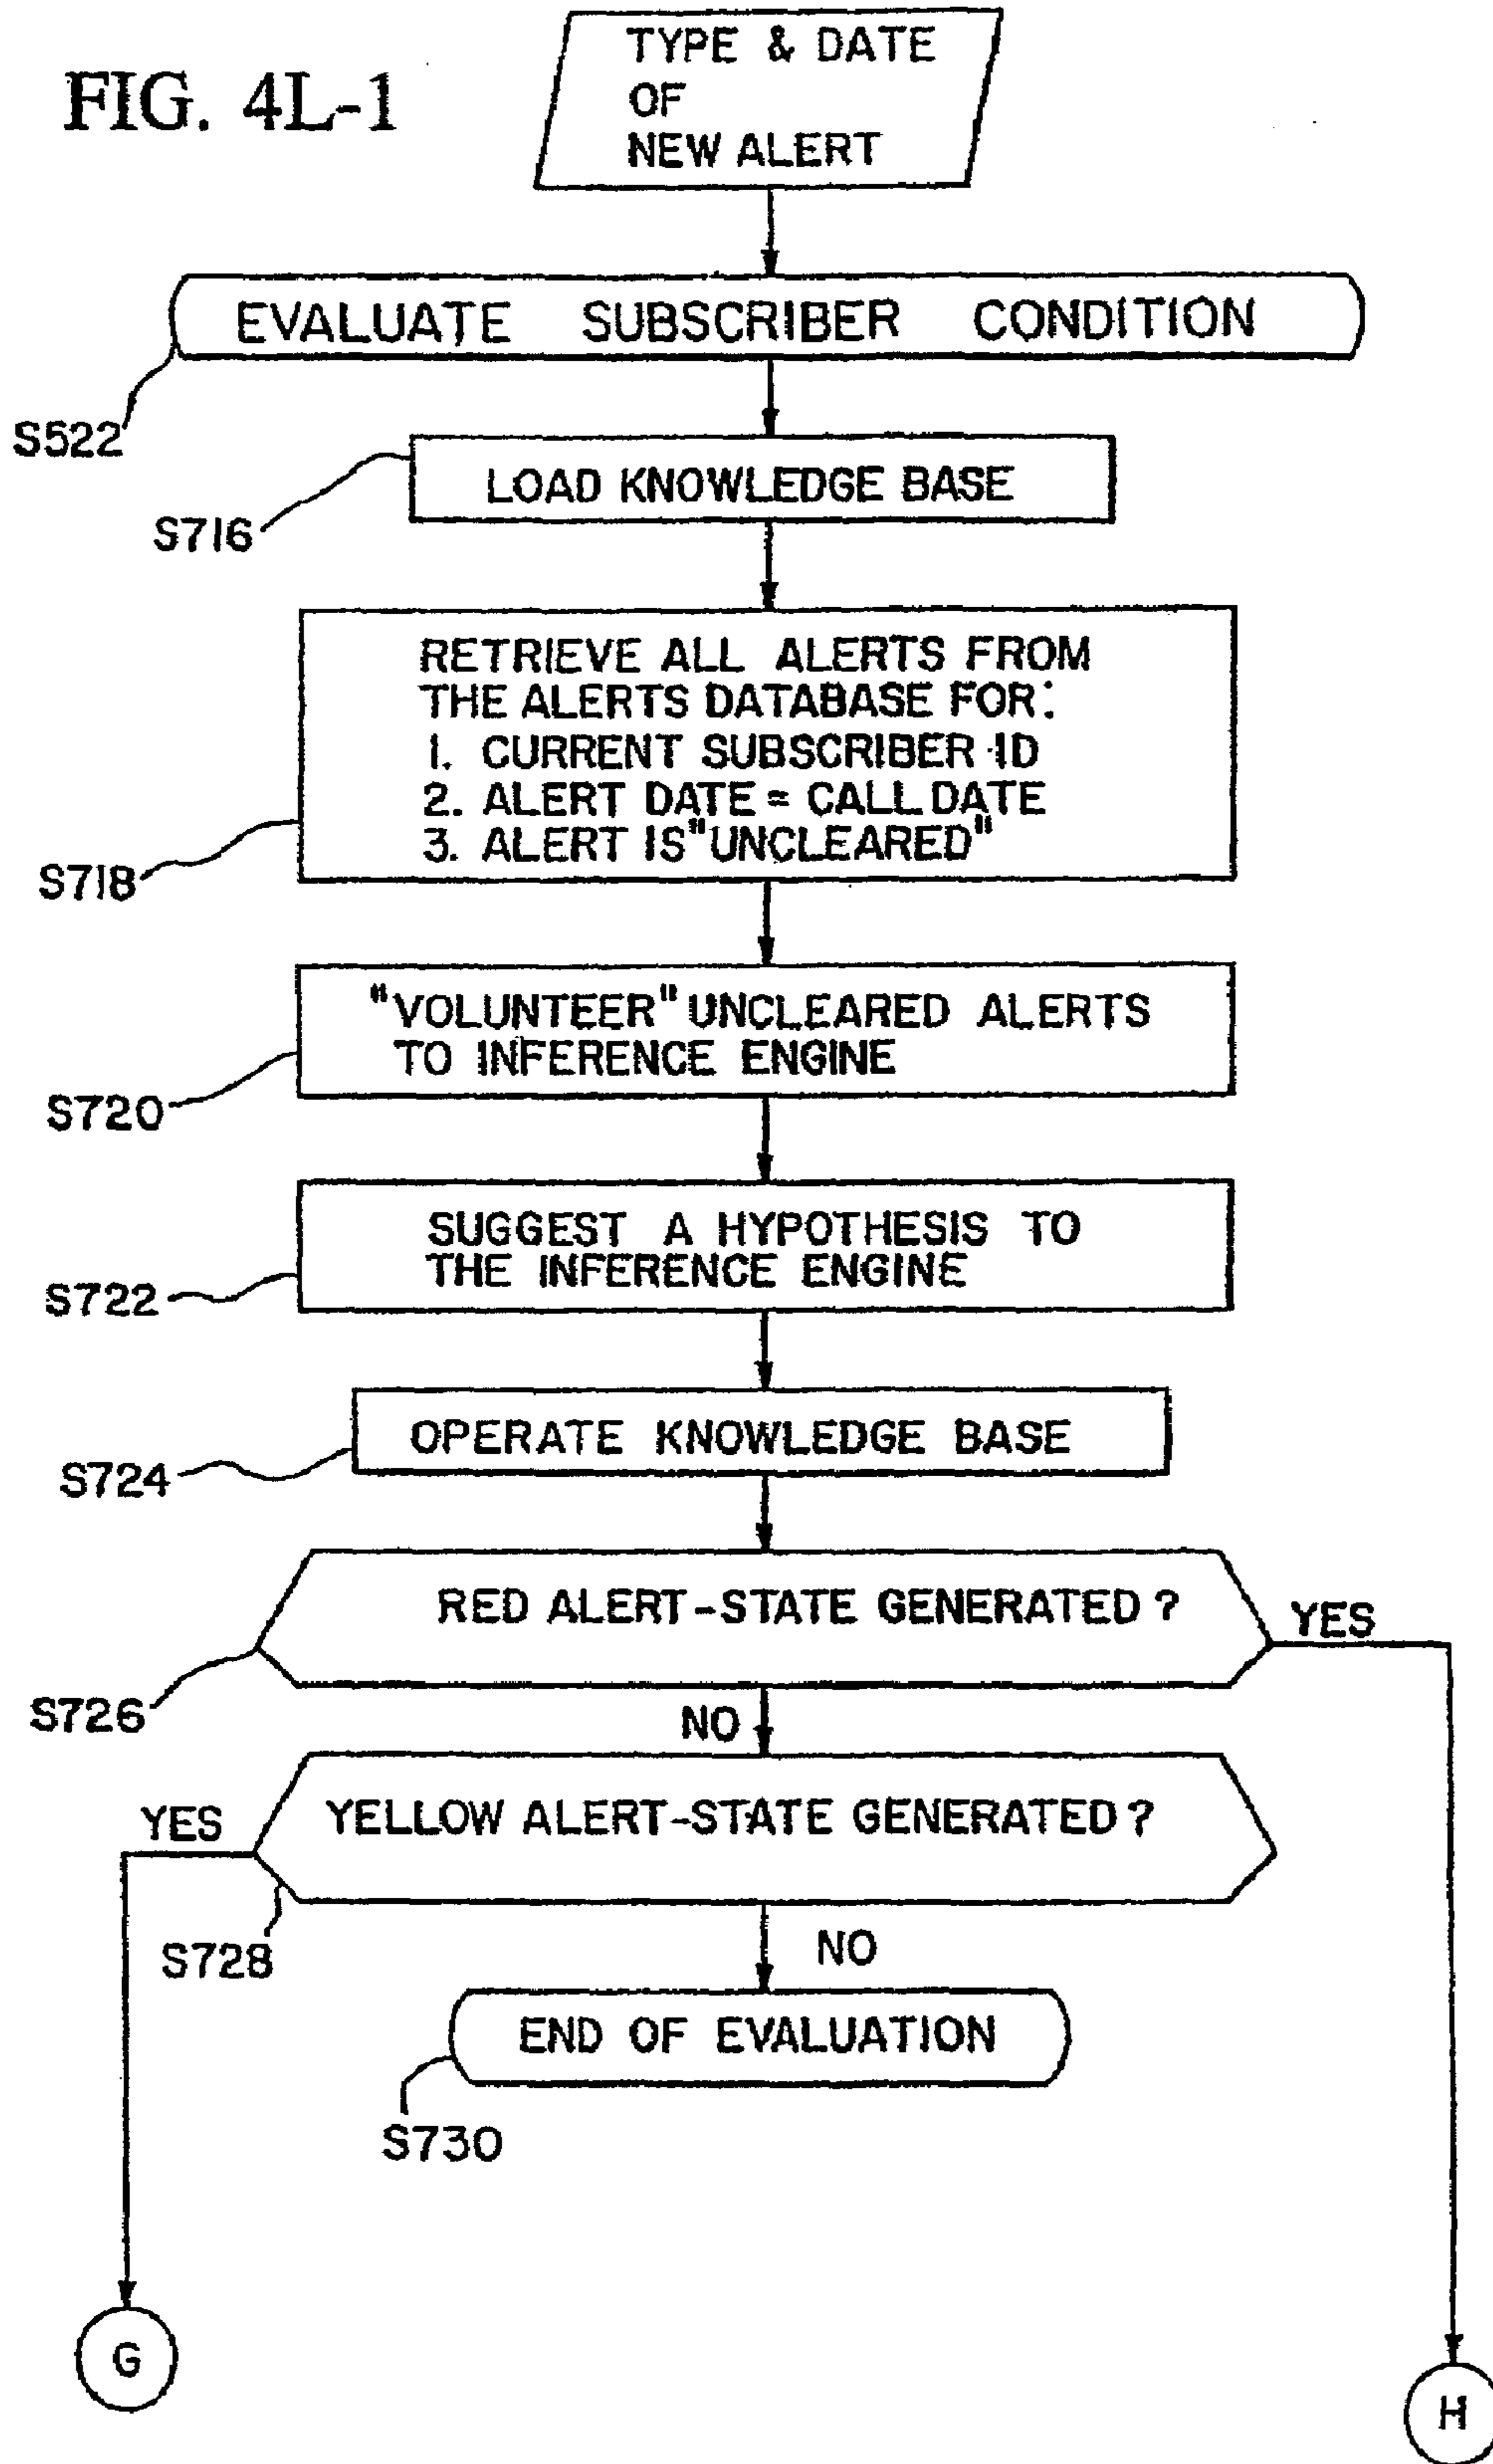 FIG. 4L-1
TYPE & DATE
OF
NEW ALERT
EVALUATE SUBSCRIBER CONDITION
S522
LOAD KNOWLEDGE BASE
S716
RETRIEVE ALL ALERTS FROM
THE ALERTS DATABASE FOR:
1. CURRENT SUBSCRIBER ID
2. ALERT DATE = CALL DATE
3. ALERT IS "UNCLEARED"
S718
"VOLUNTEER" UNCLEARED ALERTS
TO INFERENCE ENGINE
S720
SUGGEST A HYPOTHESIS TO
THE INFERENCE ENGINE
S722
OPERATE KNOWLEDGE BASE
S724
RED ALERT-STATE GENERATED?
YES
S726
NO
YES
YELLOW ALERT-STATE GENERATED?
S728
NO
END OF EVALUATION
S730
G
H